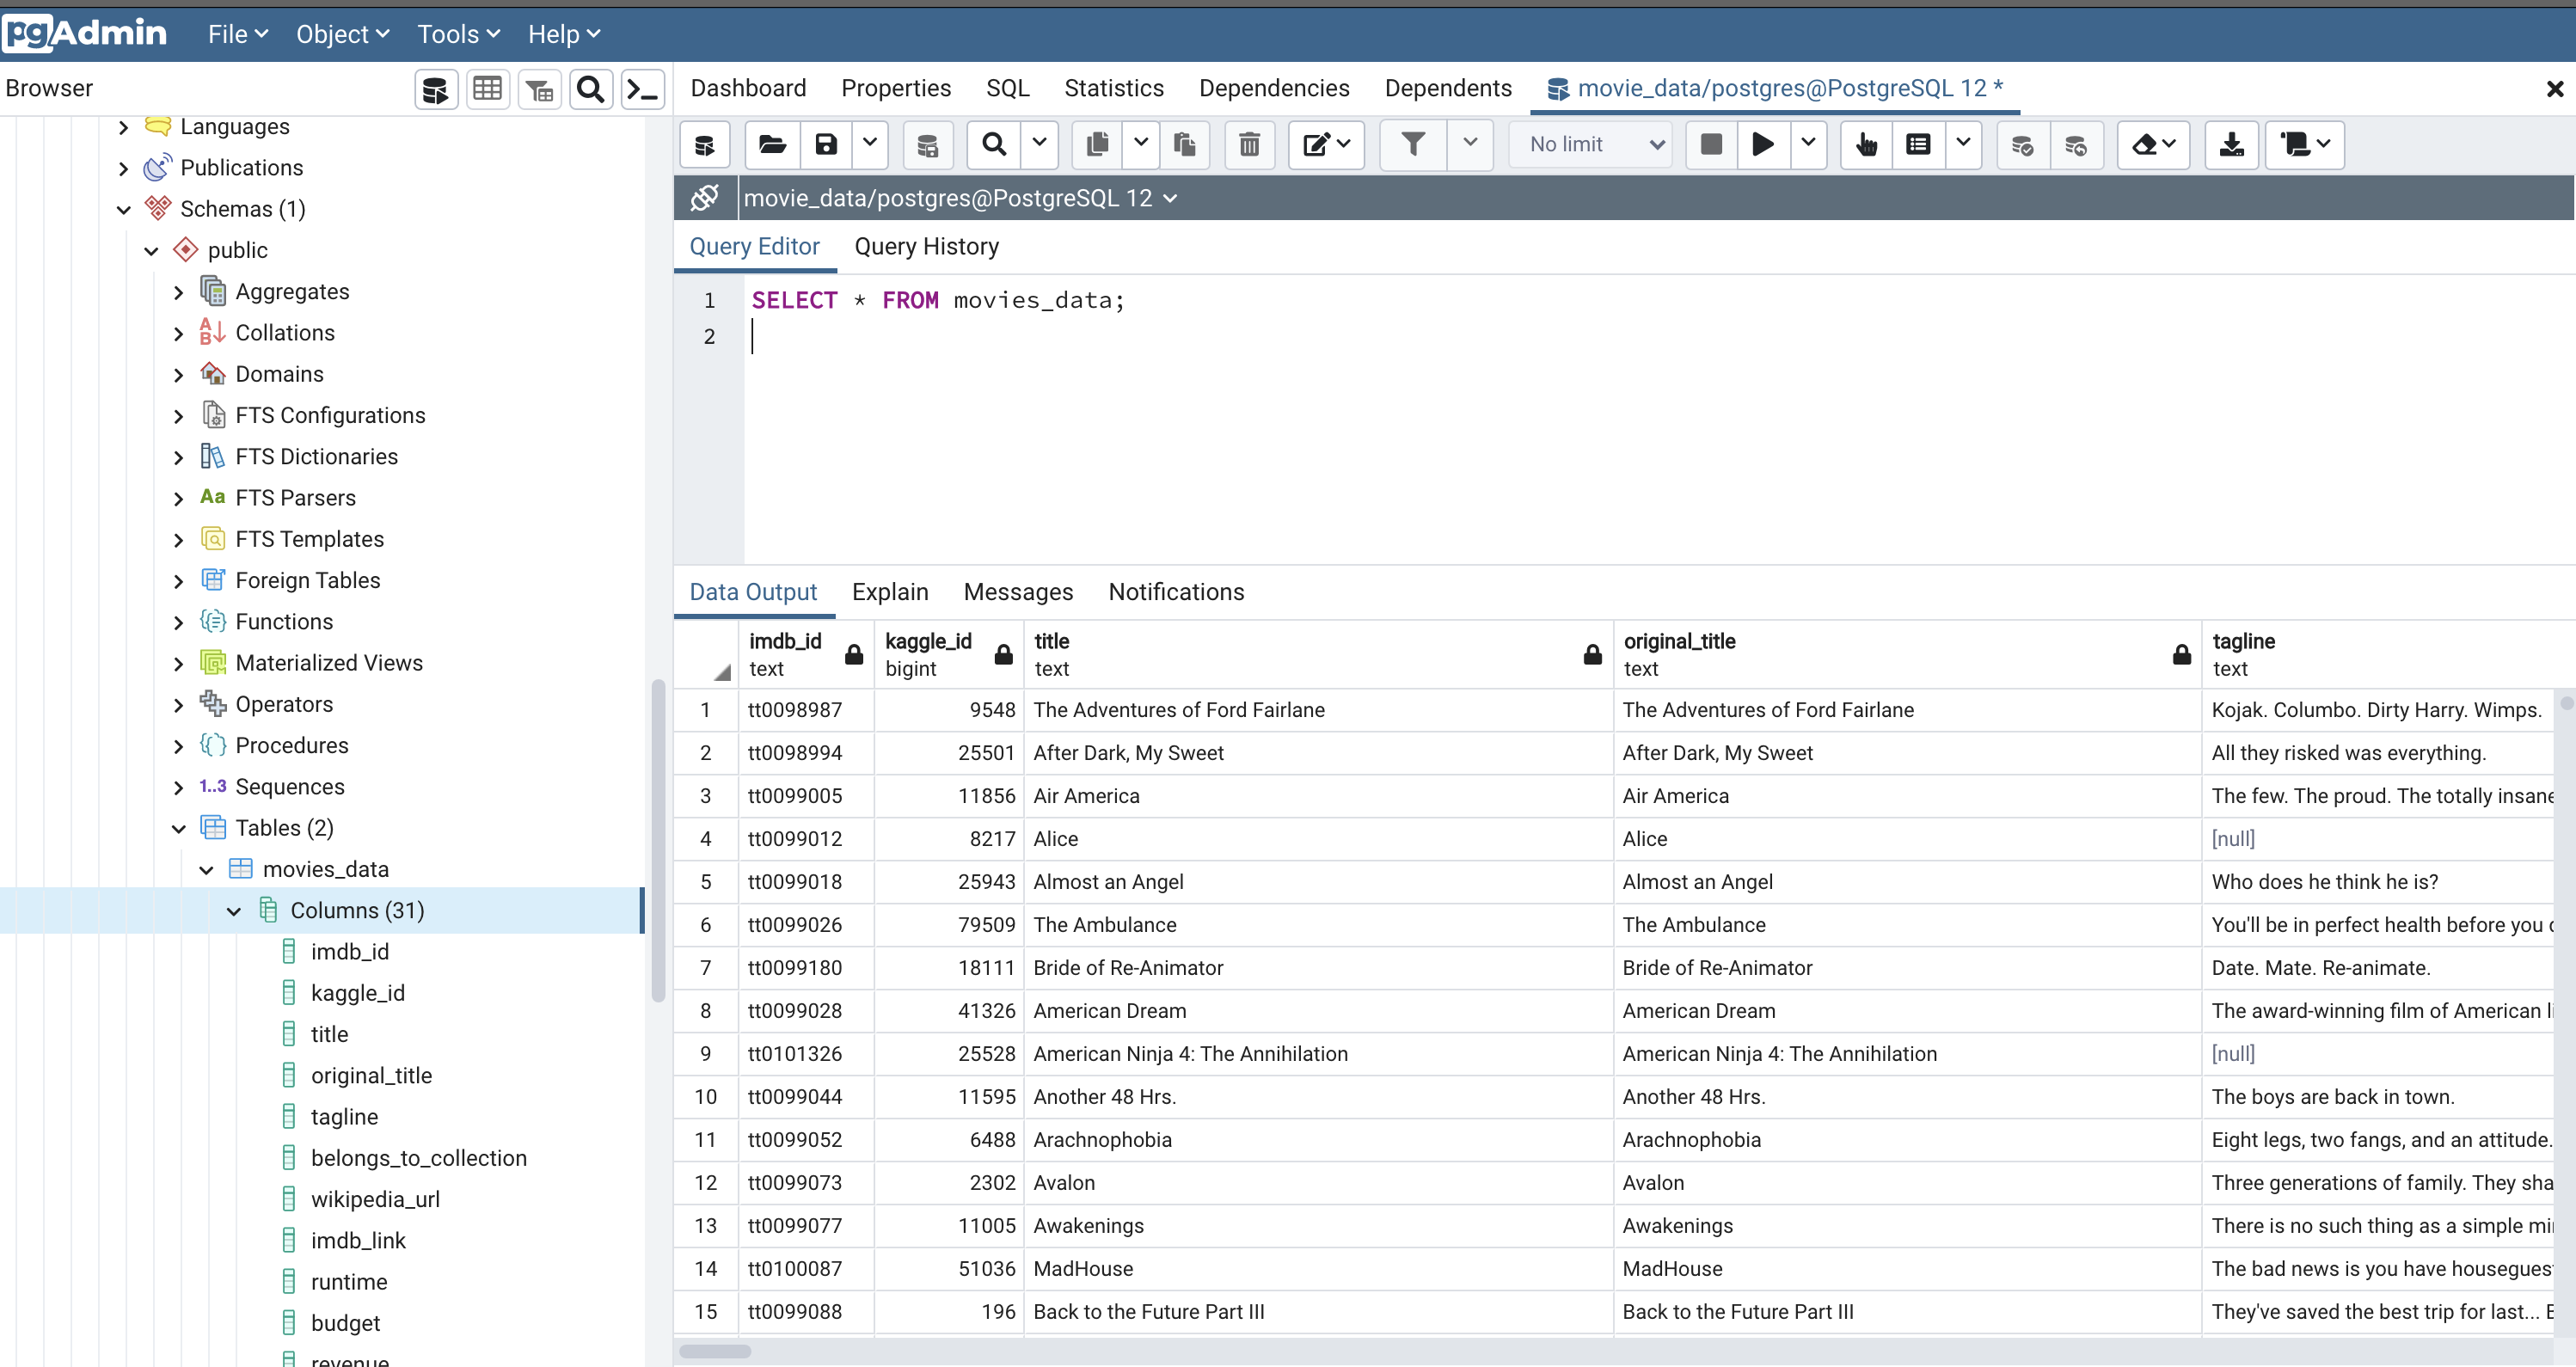 pgAdmin File Object Tools Help
Browser
Dashboard Properties SQL Statistics Dependencies Dependents movie_data/postgres@PostgreSQL 12 *
Languages
Publications
Schemas (1)
public
Aggregates
Collations
Domains
FTS Configurations
FTS Dictionaries
Aa FTS Parsers
FTS Templates
Foreign Tables
Functions
Materialized Views
Operators
Procedures
1..3 Sequences
Tables (2)
movies_data
Columns (31)
imdb_id
kaggle_id
title
original_title
tagline
belongs_to_collection
wikipedia_url
imdb_link
runtime
budget
revenue
No limit
movie_data/postgres@PostgreSQL 12
Query Editor Query History
1 SELECT * FROM movies_data;
2
Data Output Explain Messages Notifications
imdb_id kaggle_id title original_title tagline
text bigint text text text
1 tt0098987 9548 The Adventures of Ford Fairlane The Adventures of Ford Fairlane Kojak. Columbo. Dirty Harry. Wimps.
2 tt0098994 25501 After Dark, My Sweet After Dark, My Sweet All they risked was everything.
3 tt0099005 11856 Air America Air America The few. The proud. The totally insane
4 tt0099012 8217 Alice Alice [null]
5 tt0099018 25943 Almost an Angel Almost an Angel Who does he think he is?
6 tt0099026 79509 The Ambulance The Ambulance You'll be in perfect health before you
7 tt0099180 18111 Bride of Re-Animator Bride of Re-Animator Date. Mate. Re-animate.
8 tt0099028 41326 American Dream American Dream The award-winning film of American
9 tt0101326 25528 American Ninja 4: The Annihilation American Ninja 4: The Annihilation [null]
10 tt0099044 11595 Another 48 Hrs. Another 48 Hrs. The boys are back in town.
11 tt0099052 6488 Arachnophobia Arachnophobia Eight legs, two fangs, and an attitude.
12 tt0099073 2302 Avalon Avalon Three generations of family. They sha
13 tt0099077 11005 Awakenings Awakenings There is no such thing as a simple
14 tt0100087 51036 MadHouse MadHouse The bad news is you have housegues
15 tt0099088 196 Back to the Future Part III Back to the Future Part III They've saved the best trip for last...